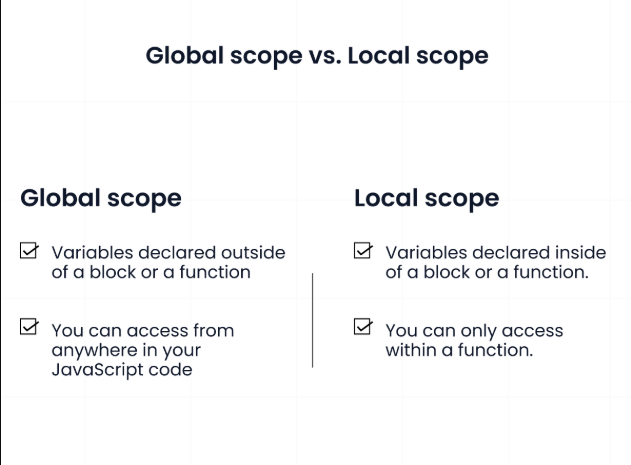 Global scope vs. Local scope
Global scope
Variables declared outside
of a block or a function
You can access from
anywhere in your
JavaScript code
Local scope
Variables declared inside
of a block or a function.
You can only access
within a function.